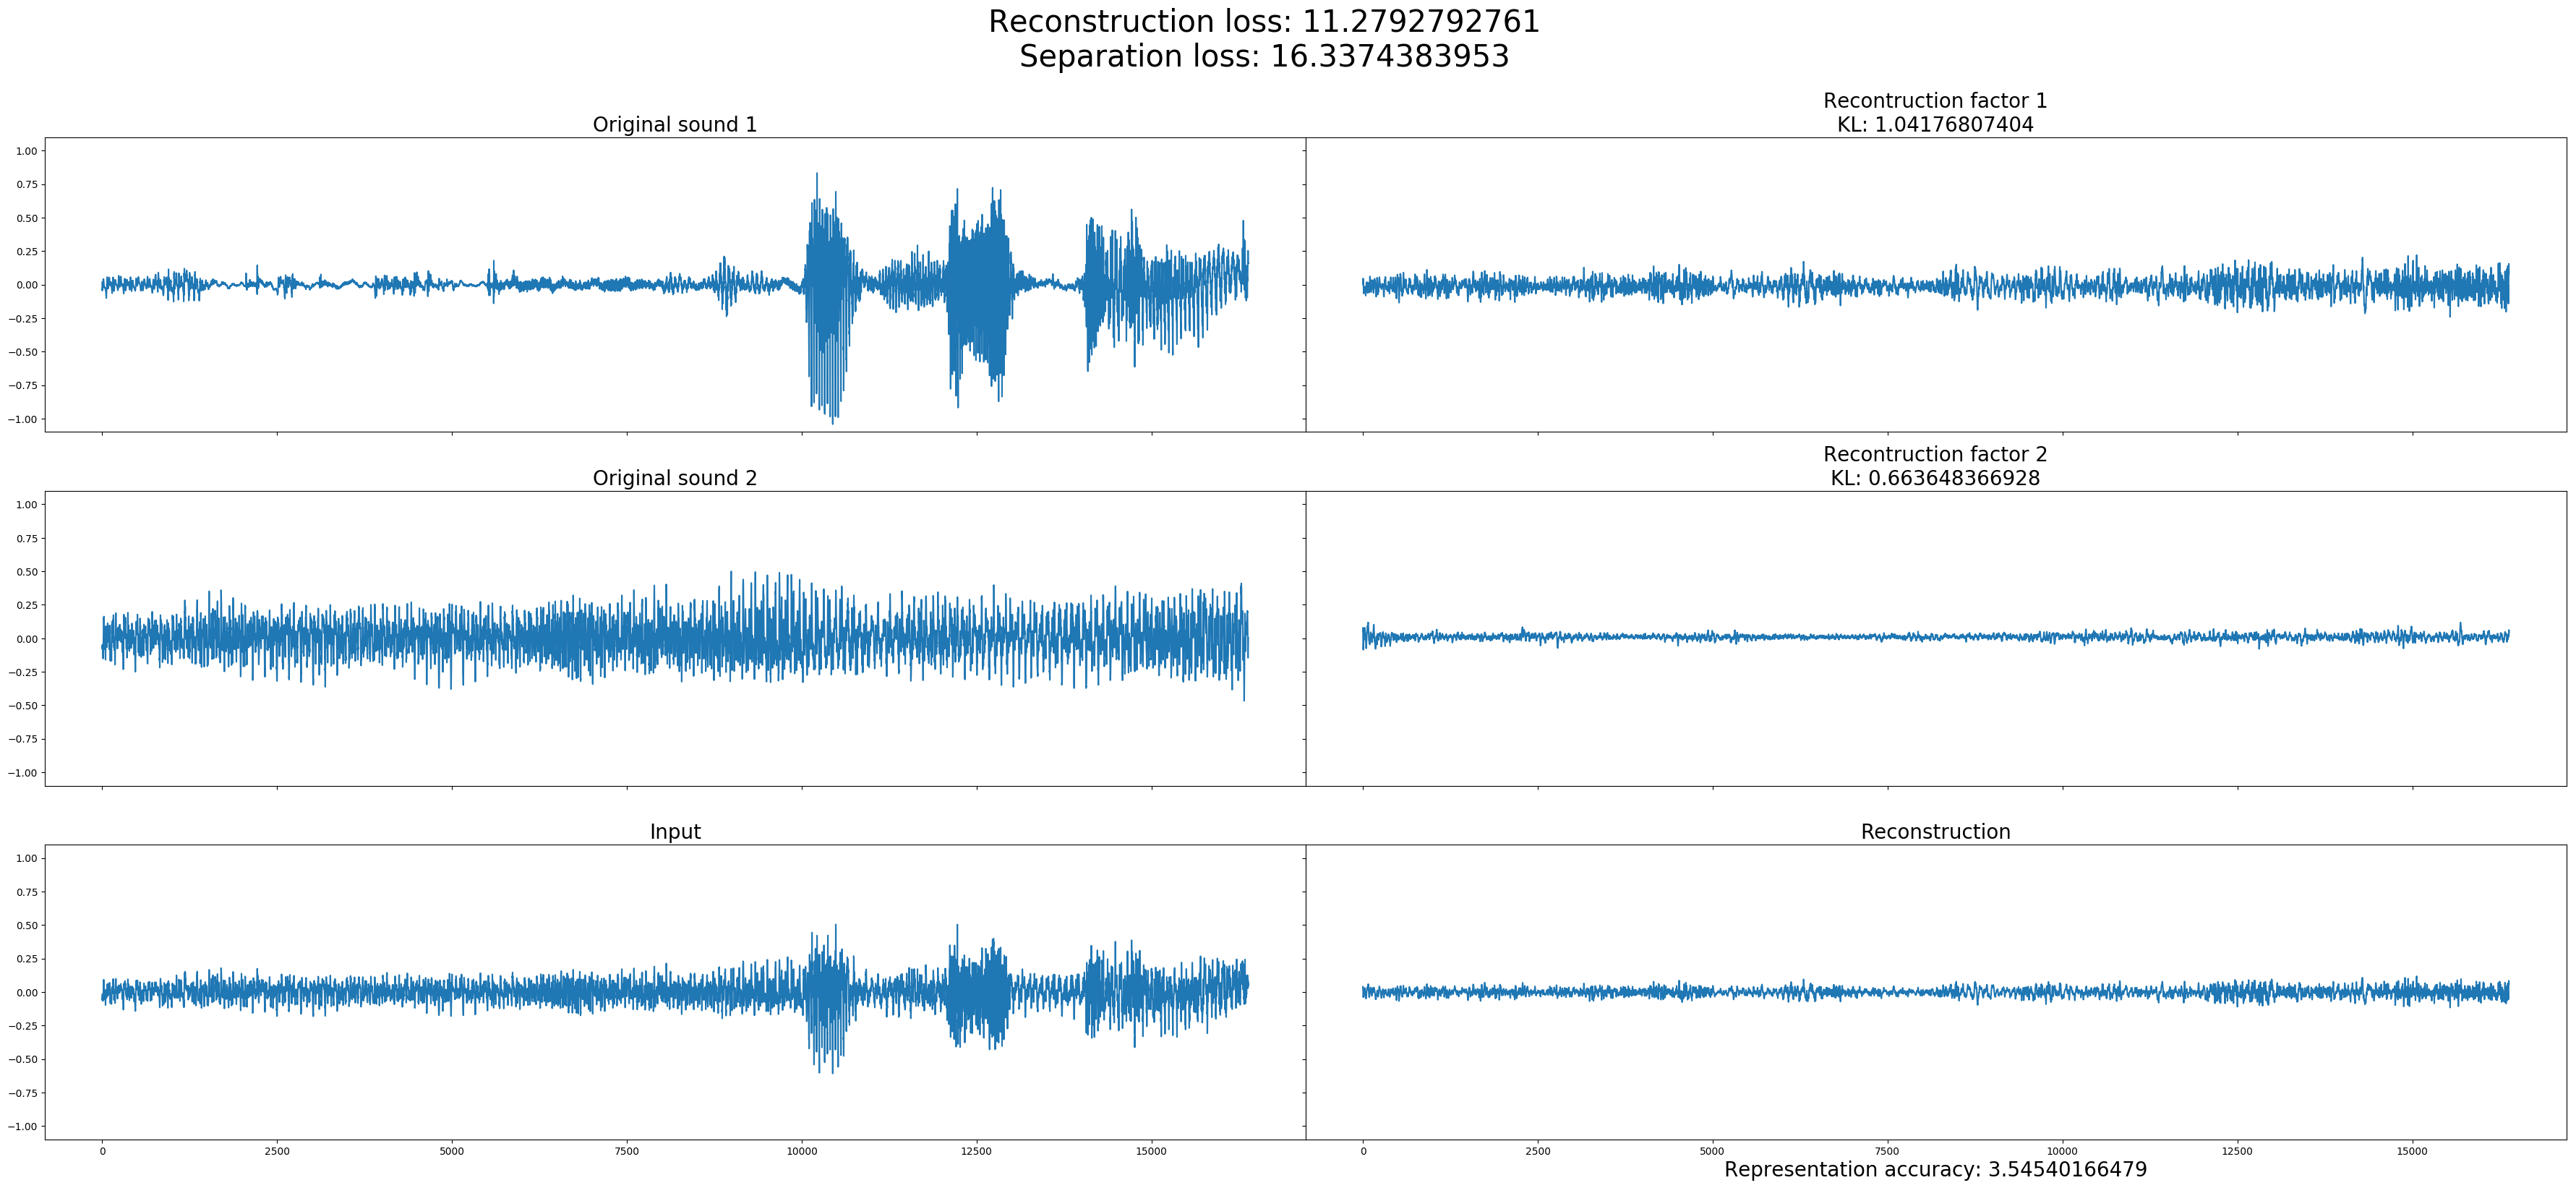 Reconstruction loss: 11.2792792761
Separation loss: 16.3374383953
Original sound 1
Recontruction factor 1
KL: 1.04176807404
1.00
0.75
0.50
0.25
0.00
−0.25
−0.50
−0.75
−1.00
Original sound 2
Recontruction factor 2
KL: 0.663648366928
1.00
0.75
0.50
0.25
0.00
−0.25
−0.50
−0.75
−1.00
Input
Reconstruction
1.00
0.75
0.50
0.25
0.00
−0.25
−0.50
−0.75
−1.00
0 2500 5000 7500 10000 12500 15000
0 2500 5000 7500 10000 12500 15000
Representation accuracy: 3.54540166479